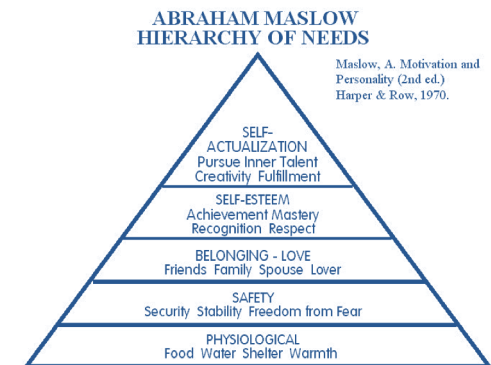 ABRAHAM MASLOW
HIERARCHY OF NEEDS
Maslow, A. Motivation and
Personality (2nd ed.)
Harper & Row, 1970.
SELF-
ACTUALIZATION
Pursue Inner Talent
Creativity Fulfillment
SELF-ESTEEM
Achievement Mastery
Recognition Respect
BELONGING - LOVE
Friends Family Spouse Lover
SAFETY
Security Stability Freedom from Fear
PHYSIOLOGICAL
Food Water Shelter Warmth